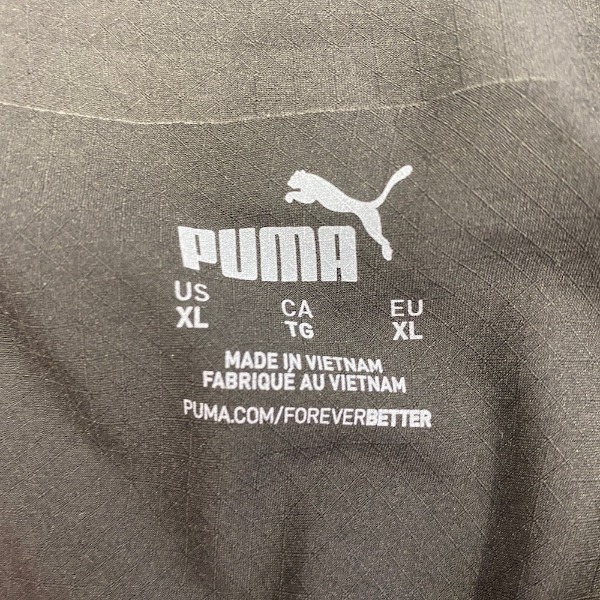 PUMA
US CA EU
XL TG XL
MADE IN VIETNAM
FABRIQUÉ AU VIETNAM
PUMA.COM/FOREVERBETTER